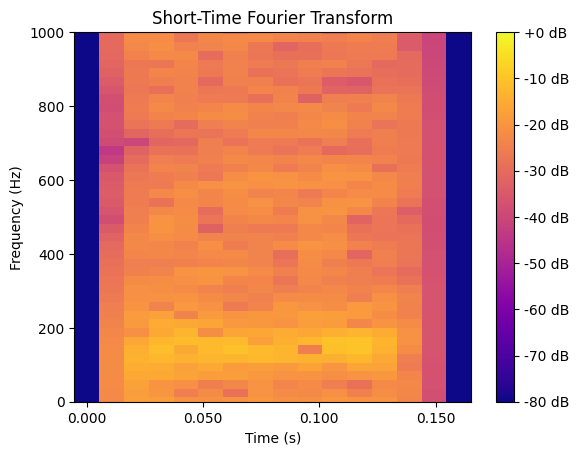 Short-Time Fourier Transform
1000
800
600
400
200
0
Frequency (Hz)
0.000
0.050
0.100
0.150
Time (s)
+0 dB
-10 dB
-20 dB
-30 dB
-40 dB
-50 dB
-60 dB
-70 dB
-80 dB